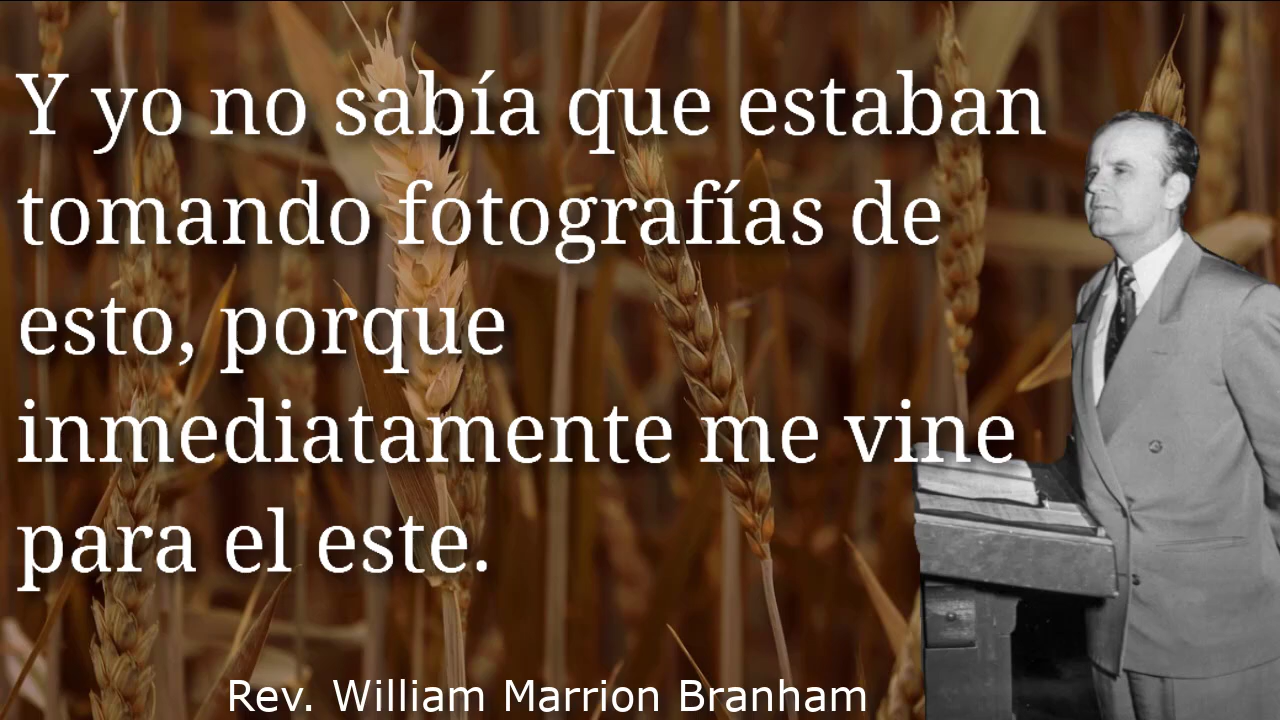 Y yo no sabía que estaban
tomando fotografías de
esto, porque
inmediatamente me vine
para el este.
Rev. William Marrion Branham